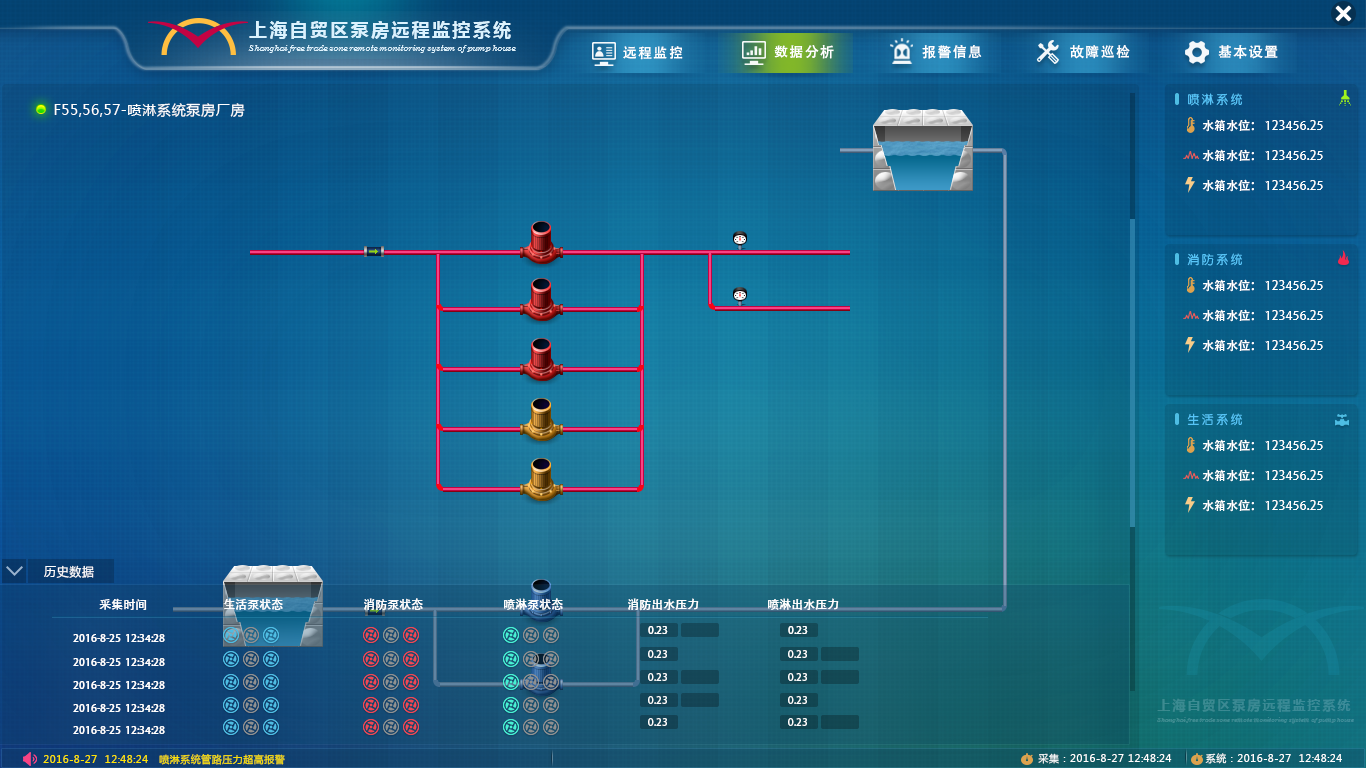 上海自贸区泵房远程监控系统
Shanghai free trade zone remote monitoring system of pump house
远程监控
数据分析
报警信息
故障巡检
基本设置
F55,56,57-喷淋系统泵房厂房
喷淋系统
水箱水位： 123456.25
水箱水位： 123456.25
水箱水位： 123456.25
消防系统
水箱水位： 123456.25
水箱水位： 123456.25
水箱水位： 123456.25
生活系统
水箱水位： 123456.25
水箱水位： 123456.25
水箱水位： 123456.25
历史数据
采集时间 生活泵状态 消防泵状态 喷淋泵状态 消防出水压力 喷淋出水压力
2016-8-25 12:34:28 0.23 0.23
2016-8-25 12:34:28 0.23 0.23
2016-8-25 12:34:28 0.23 0.23
2016-8-25 12:34:28 0.23 0.23
2016-8-25 12:34:28 0.23 0.23
上海自贸区泵房远程监控系统
Shanghai free trade zone remote monitoring system of pump house
2016-8-27 12:48:24 喷淋系统管路压力超高报警
采集：2016-8-27 12:48:24
系统：2016-8-27 12:48:24